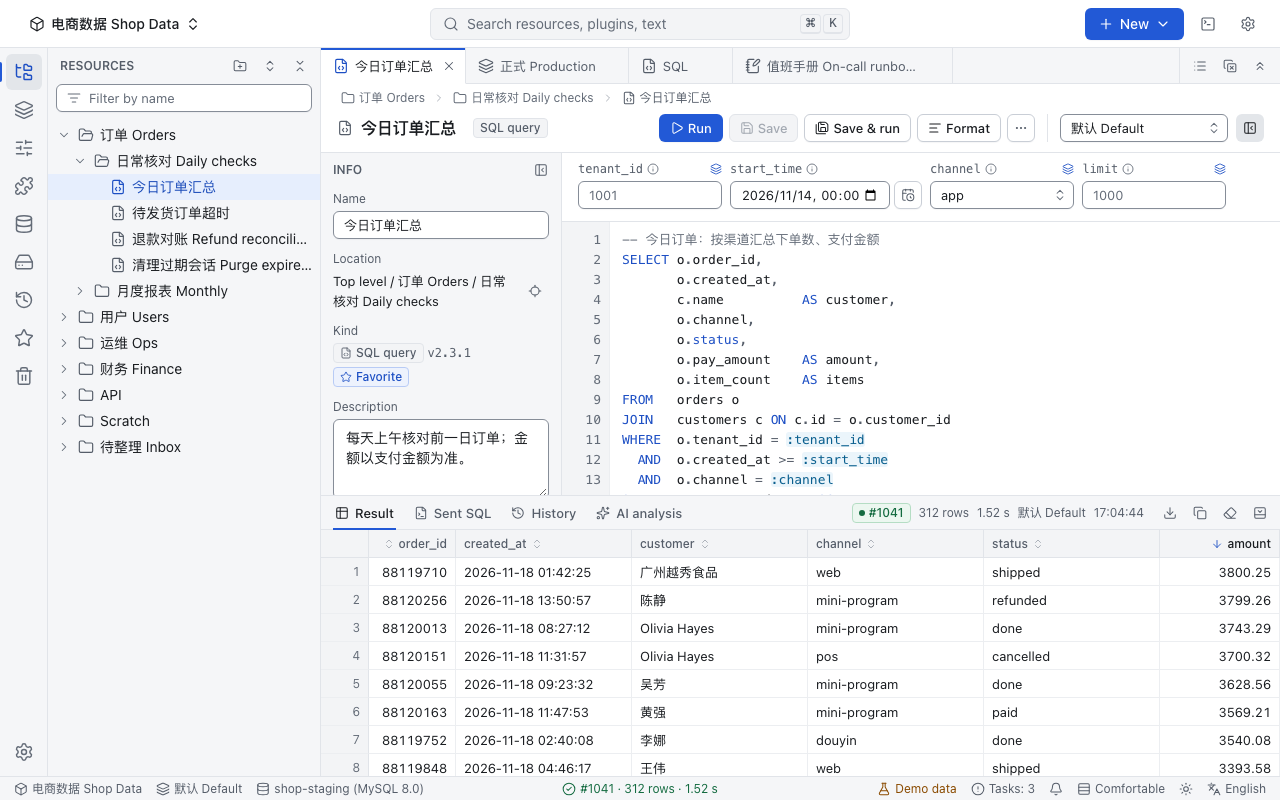 电商数据 Shop Data
Search resources, plugins, text
⌘ K
New
RESOURCES
Filter by name
订单 Orders
日常核对 Daily checks
今日订单汇总
待发货订单超时
退款对账 Refund reconcili...
清理过期会话 Purge expire...
月度报表 Monthly
用户 Users
运维 Ops
财务 Finance
API
Scratch
待整理 Inbox
今日订单汇总
正式 Production
SQL
值班手册 On-call runbo...
订单 Orders
日常核对 Daily checks
今日订单汇总
今日订单汇总
SQL query
Run
Save
Save & run
Format
默认 Default
INFO
Name
今日订单汇总
Location
Top level / 订单 Orders / 日常
核对 Daily checks
Kind
SQL query v2.3.1
Favorite
Description
每天上午核对前一日订单；金
额以支付金额为准。
tenant_id
1001
start_time
2026/11/14, 00:00
channel
app
limit
1000
1 -- 今日订单：按渠道汇总下单数、支付金额
2 SELECT o.order_id,
3 o.created_at,
4 c.name AS customer,
5 o.channel,
6 o.status,
7 o.pay_amount AS amount,
8 o.item_count AS items
9 FROM orders o
10 JOIN customers c ON c.id = o.customer_id
11 WHERE o.tenant_id = :tenant_id
12 AND o.created_at >= :start_time
13 AND o.channel = :channel
Result
Sent SQL
History
AI analysis
#1041
312 rows 1.52 s 默认 Default 17:04:44
order_id created_at customer channel status amount
1 88119710 2026-11-18 01:42:25 广州越秀食品 web shipped 3800.25
2 88120256 2026-11-18 13:50:57 陈静 mini-program refunded 3799.26
3 88120013 2026-11-18 08:27:12 Olivia Hayes mini-program done 3743.29
4 88120151 2026-11-18 11:31:57 Olivia Hayes pos cancelled 3700.32
5 88120055 2026-11-18 09:23:32 吴芳 mini-program done 3628.56
6 88120163 2026-11-18 11:47:53 黄强 mini-program paid 3569.21
7 88119752 2026-11-18 02:40:08 李娜 douyin done 3540.08
8 88119848 2026-11-18 04:46:17 王伟 web shipped 3393.58
电商数据 Shop Data
默认 Default
shop-staging (MySQL 8.0)
#1041 · 312 rows · 1.52 s
Demo data
Tasks: 3
Comfortable
English